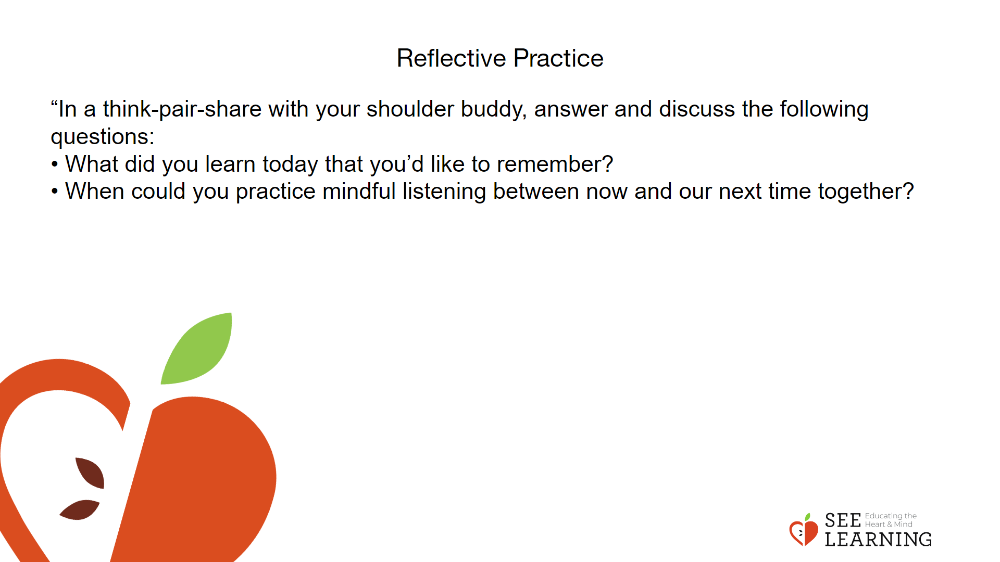 Reflective Practice
“In a think-pair-share with your shoulder buddy, answer and discuss the following
questions:
• What did you learn today that you’d like to remember?
• When could you practice mindful listening between now and our next time together?
SEE Educating the
Heart & Mind
LEARNING